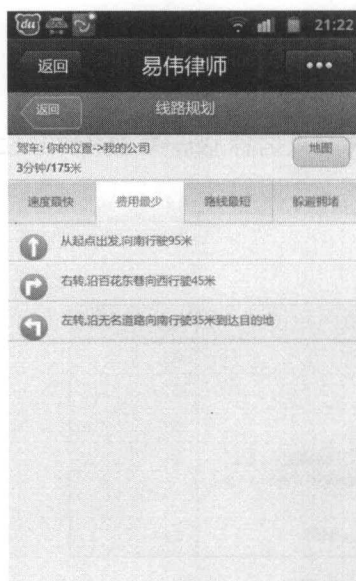 du 21:22
返回 易伟律师 •••
返回 线路规划
驾车: 你的位置->我的公司
3分钟/175米
地图
速度最快 费用最少 路线最短 躲避拥堵
从起点出发,向南行驶95米
右转,沿百花东巷向西行驶45米
左转,沿无名道路向南行驶35米到达目的地